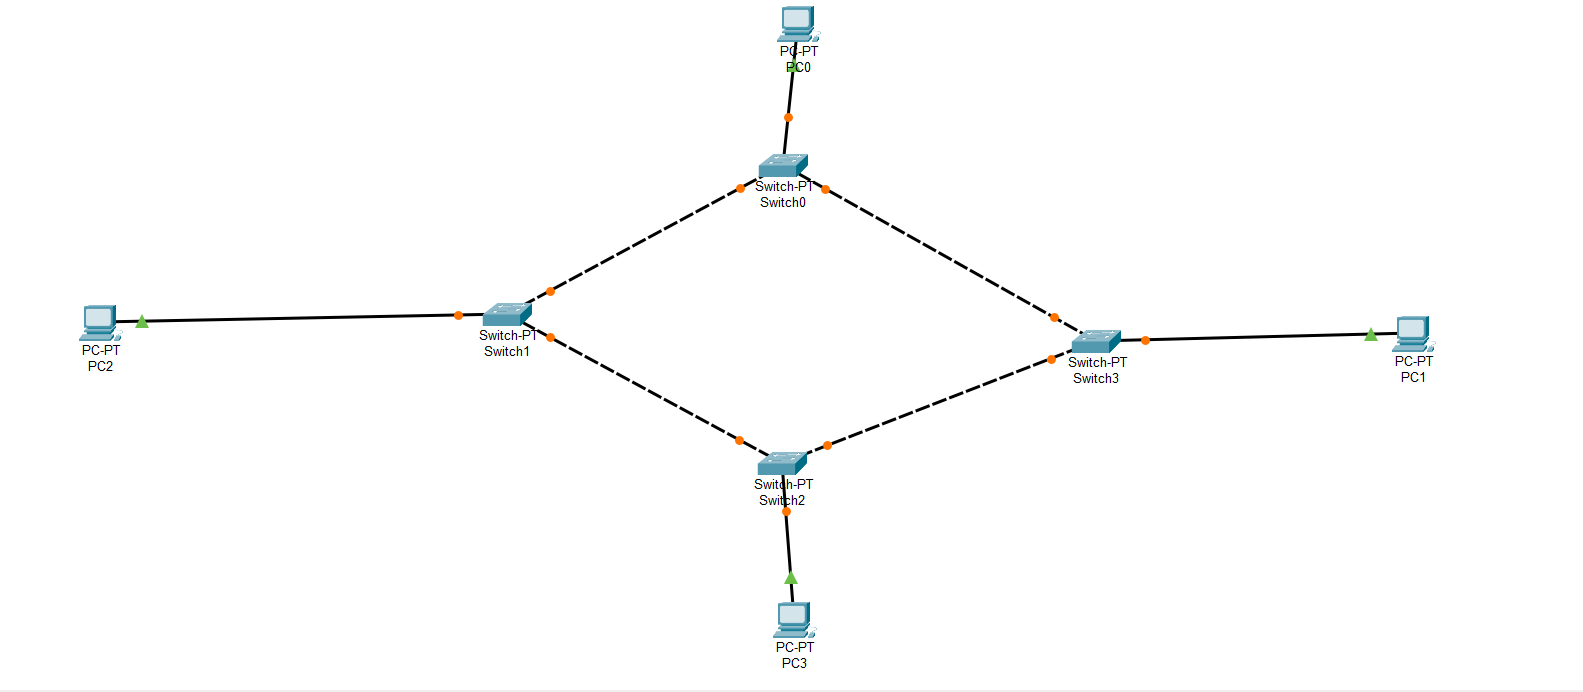 PC-PT
PC0
Switch-PT
Switch0
PC-PT
PC2
Switch-PT
Switch1
Switch-PT
Switch3
PC-PT
PC1
Switch-PT
Switch2
PC-PT
PC3